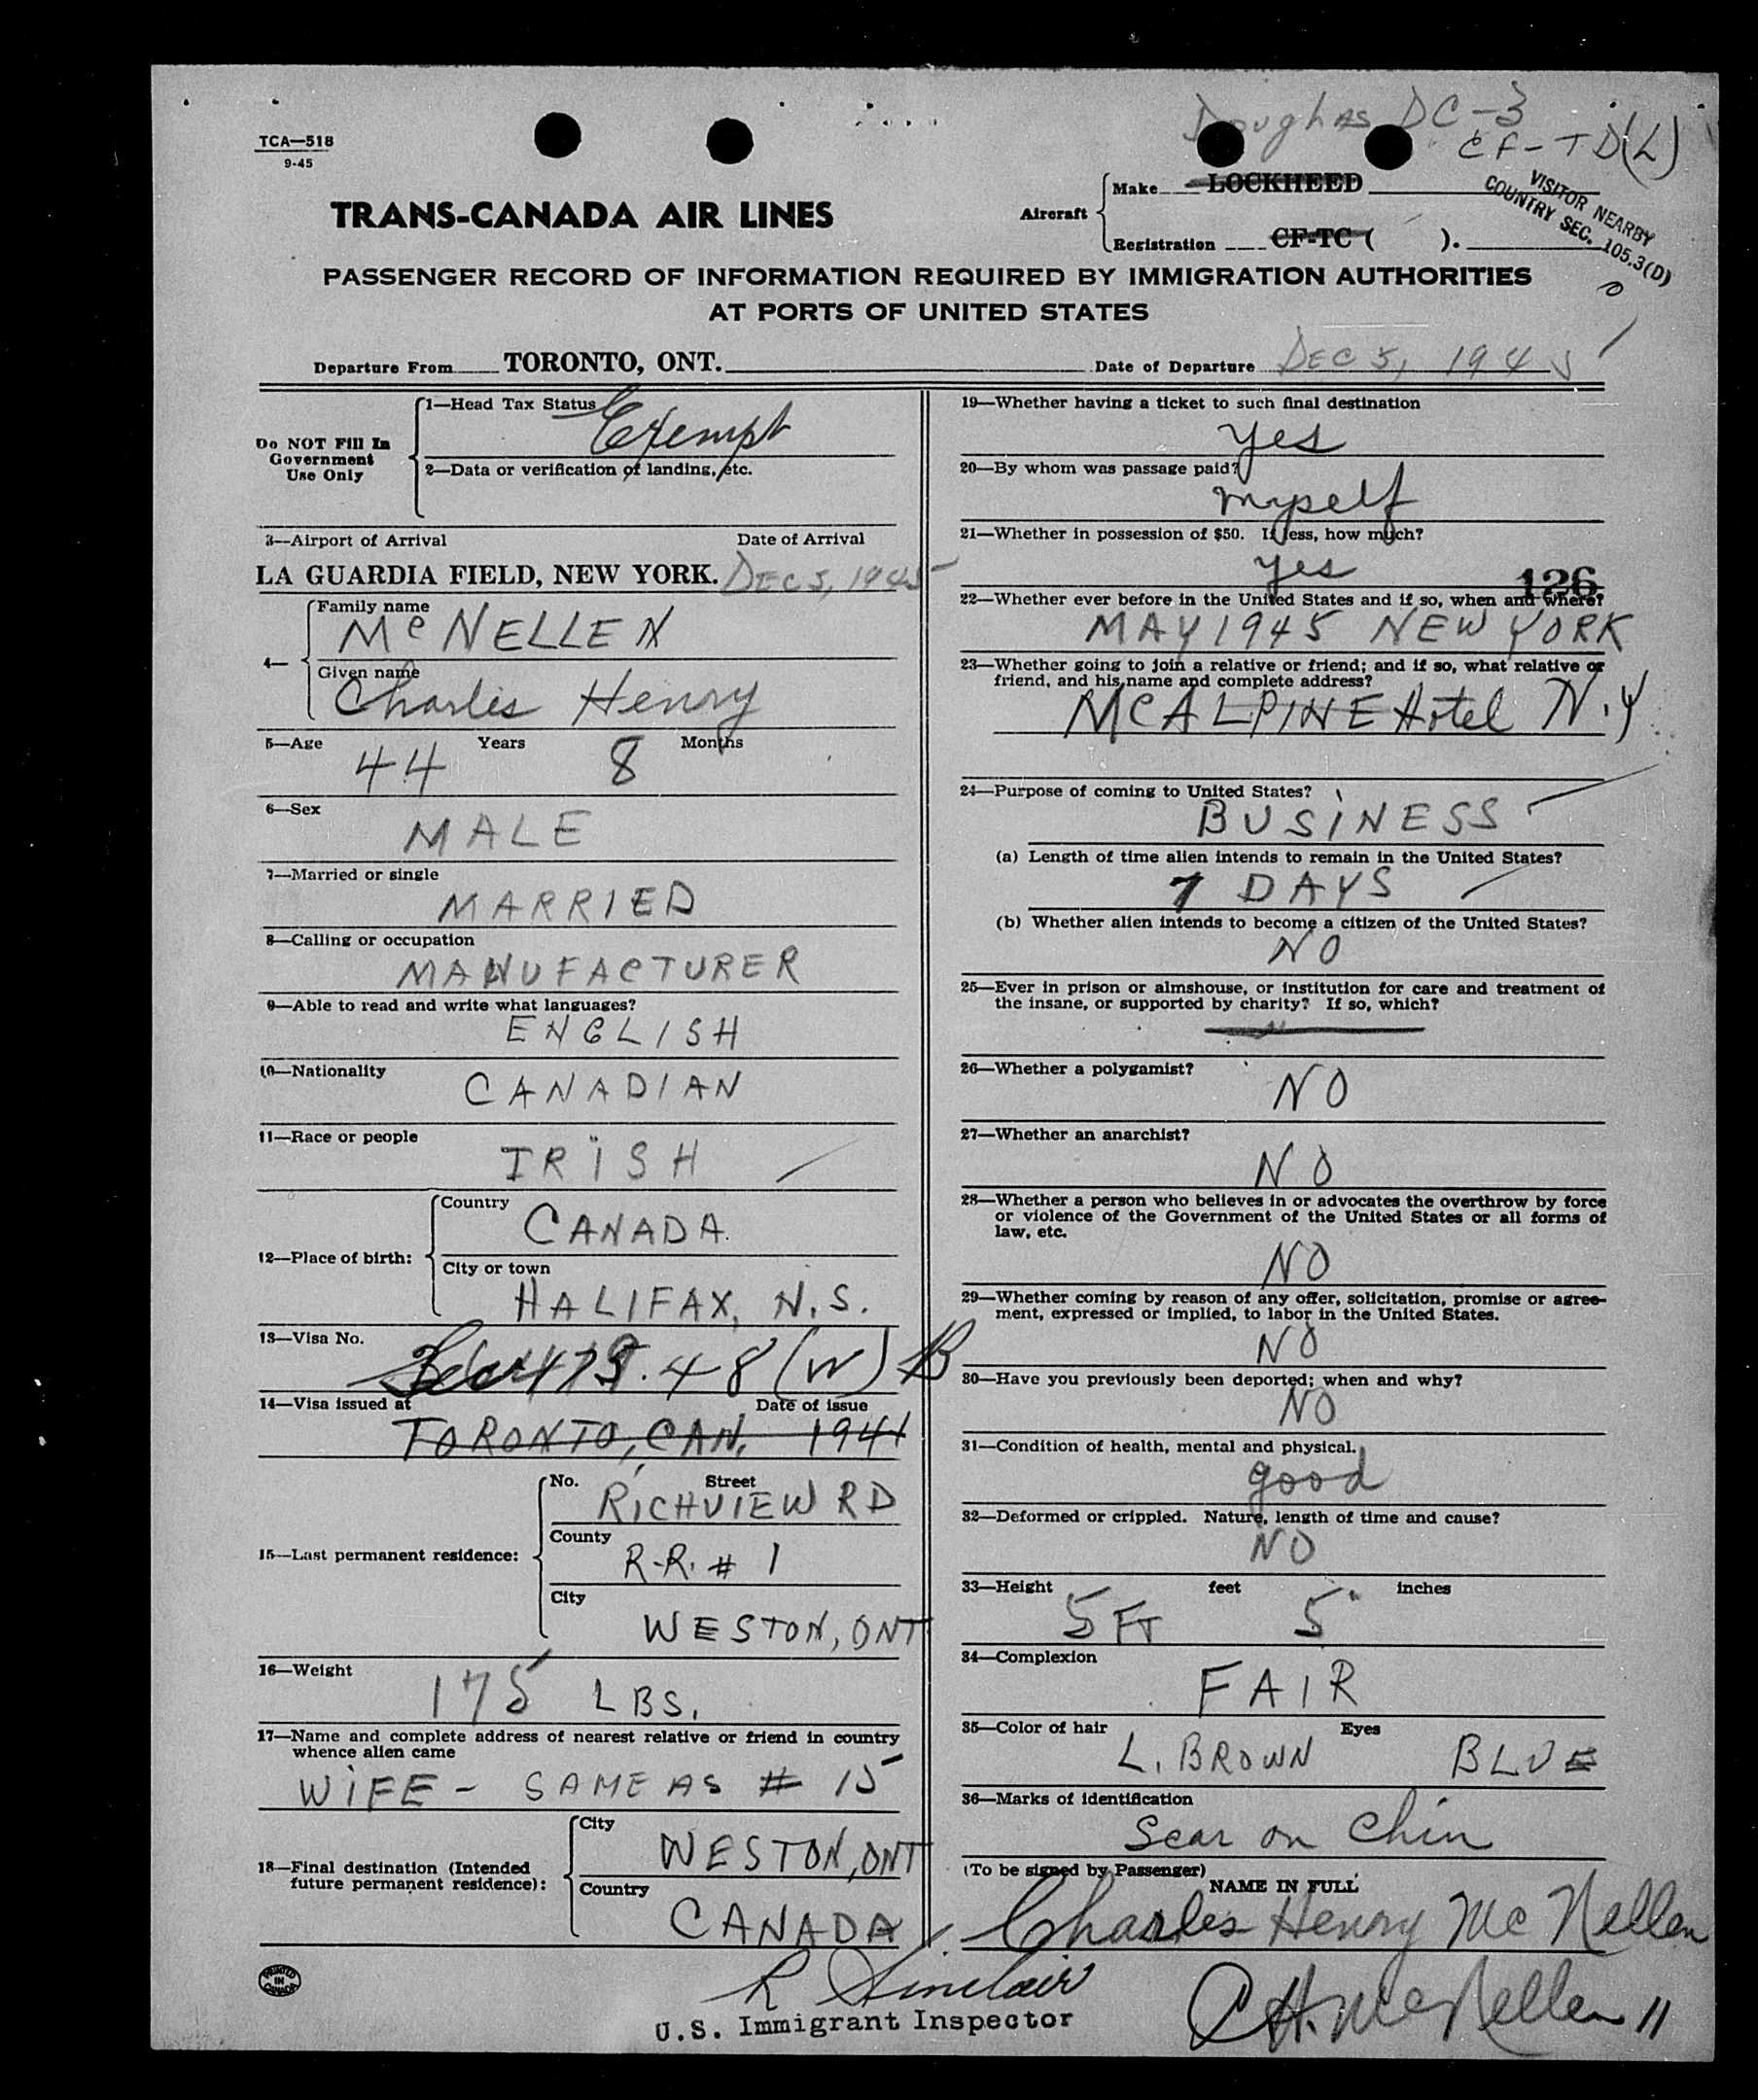 Douglas DC-3
CF-TD(L)
TCA—518
9-45
TRANS-CANADA AIR LINES
Aircraft
Make LOCKHEED
Registration CF-TC ( ).
VISITOR NEARBY
COUNTRY SEC. 105.3(D)
PASSENGER RECORD OF INFORMATION REQUIRED BY IMMIGRATION AUTHORITIES
AT PORTS OF UNITED STATES
Departure From TORONTO, ONT. Date of Departure DEC 5, 1945
Do NOT Fill In
Government
Use Only
1—Head Tax Status
Exempt
2—Data or verification of landing, etc.
3—Airport of Arrival Date of Arrival
LA GUARDIA FIELD, NEW YORK. DEC 5, 1945
4—
Family name
McNELLEN
Given name
Charles Henry
5—Age Years Months
44 8
6—Sex
MALE
7—Married or single
MARRIED
8—Calling or occupation
MANUFACTURER
9—Able to read and write what languages?
ENGLISH
10—Nationality
CANADIAN
11—Race or people
IRISH
12—Place of birth:
Country
CANADA.
City or town
HALIFAX, N.S.
13—Visa No.
48 (W)
14—Visa issued at Date of issue
TORONTO, CAN. 1941
15—Last permanent residence:
No. Street
RICHVIEW RD
County
R.R. # 1
City
WESTON, ONT
16—Weight
175 LBS.
17—Name and complete address of nearest relative or friend in country
whence alien came
WIFE - SAME AS # 15
18—Final destination (Intended
future permanent residence):
City
WESTON, ONT
Country
CANADA
19—Whether having a ticket to such final destination
yes
20—By whom was passage paid?
myself
21—Whether in possession of $50. If less, how much?
yes
126
22—Whether ever before in the United States and if so, when and where?
MAY 1945 NEW YORK
23—Whether going to join a relative or friend; and if so, what relative or
friend, and his name and complete address?
MCALPINE Hotel N.Y
24—Purpose of coming to United States?
BUSINESS
(a) Length of time alien intends to remain in the United States?
7 DAYS
(b) Whether alien intends to become a citizen of the United States?
NO
25—Ever in prison or almshouse, or institution for care and treatment of
the insane, or supported by charity? If so, which?
26—Whether a polygamist?
NO
27—Whether an anarchist?
NO
28—Whether a person who believes in or advocates the overthrow by force
or violence of the Government of the United States or all forms of
law, etc.
NO
29—Whether coming by reason of any offer, solicitation, promise or agree-
ment, expressed or implied, to labor in the United States.
NO
30—Have you previously been deported; when and why?
NO
31—Condition of health, mental and physical.
good
32—Deformed or crippled. Nature, length of time and cause?
NO
33—Height feet inches
5 FT 5"
34—Complexion
FAIR
35—Color of hair Eyes
L. BROWN BLUE
36—Marks of identification
Scar on Chin
(To be signed by Passenger)
NAME IN FULL
Charles Henry McNellen
C H. McNellen
PRINTED
IN
CANADA
R Sinclair
U.S. Immigrant Inspector